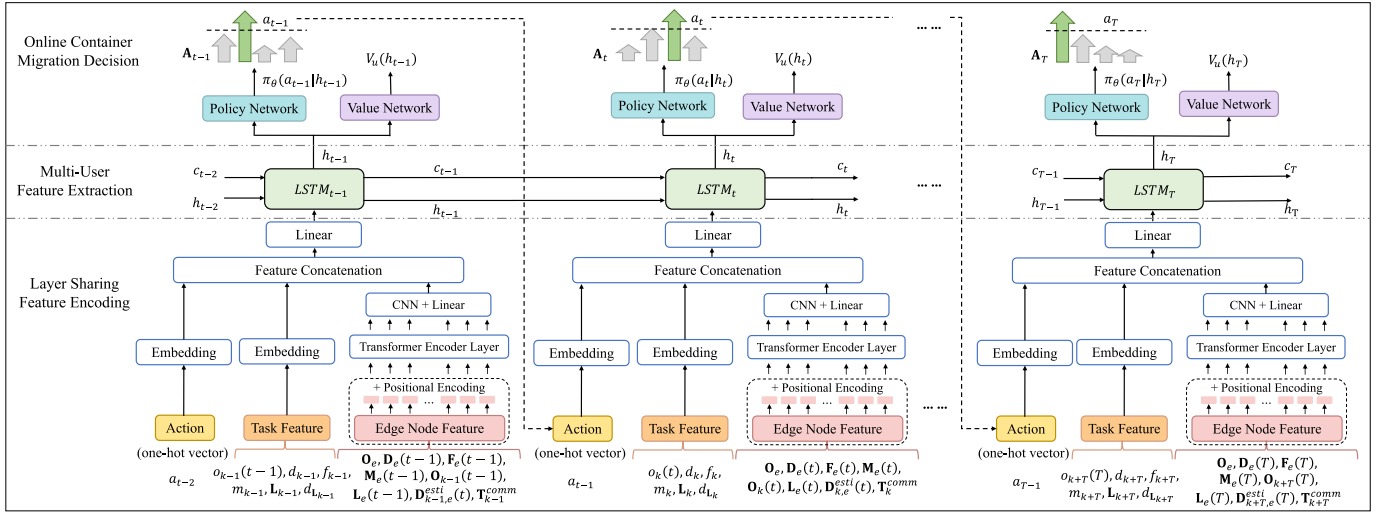 Online Container
Migration Decision
Multi-User
Feature Extraction
Layer Sharing
Feature Encoding
a_{t−1}
A_{t−1}
π_θ(a_{t−1}|h_{t−1})
V_u(h_{t−1})
Policy Network
Value Network
h_{t−1}
c_{t−2}
h_{t−2}
LSTM_{t−1}
c_{t−1}
h_{t−1}
Linear
Feature Concatenation
CNN + Linear
Transformer Encoder Layer
Embedding
Embedding
+ Positional Encoding
...
Action
Task Feature
Edge Node Feature
(one-hot vector)
a_{t−2}
o_{k−1}(t−1), d_{k−1}, f_{k−1},
m_{k−1}, L_{k−1}, d_{L_{k−1}}
O_e, D_e(t−1), F_e(t−1),
M_e(t−1), O_{k−1}(t−1),
L_e(t−1), D^{esti}_{k−1,e}(t), T^{comm}_{k−1}
a_t
A_t
π_θ(a_t|h_t)
V_u(h_t)
Policy Network
Value Network
h_t
LSTM_t
c_t
h_t
Linear
Feature Concatenation
CNN + Linear
Transformer Encoder Layer
Embedding
Embedding
+ Positional Encoding
...
Action
Task Feature
Edge Node Feature
(one-hot vector)
a_{t−1}
o_k(t), d_k, f_k,
m_k, L_k, d_{L_k}
O_e, D_e(t), F_e(t), M_e(t),
O_k(t), L_e(t), D^{esti}_{k,e}(t), T^{comm}_k
... ...
... ...
... ...
a_T
A_T
π_θ(a_T|h_T)
V_u(h_T)
Policy Network
Value Network
h_T
c_{T−1}
h_{T−1}
LSTM_T
c_T
h_T
Linear
Feature Concatenation
CNN + Linear
Transformer Encoder Layer
Embedding
Embedding
+ Positional Encoding
...
Action
Task Feature
Edge Node Feature
(one-hot vector)
a_{T−1}
o_{k+T}(T), d_{k+T}, f_{k+T},
m_{k+T}, L_{k+T}, d_{L_{k+T}}
O_e, D_e(T), F_e(T),
M_e(T), O_{k+T}(T),
L_e(T), D^{esti}_{k+T,e}(T), T^{comm}_{k+T}